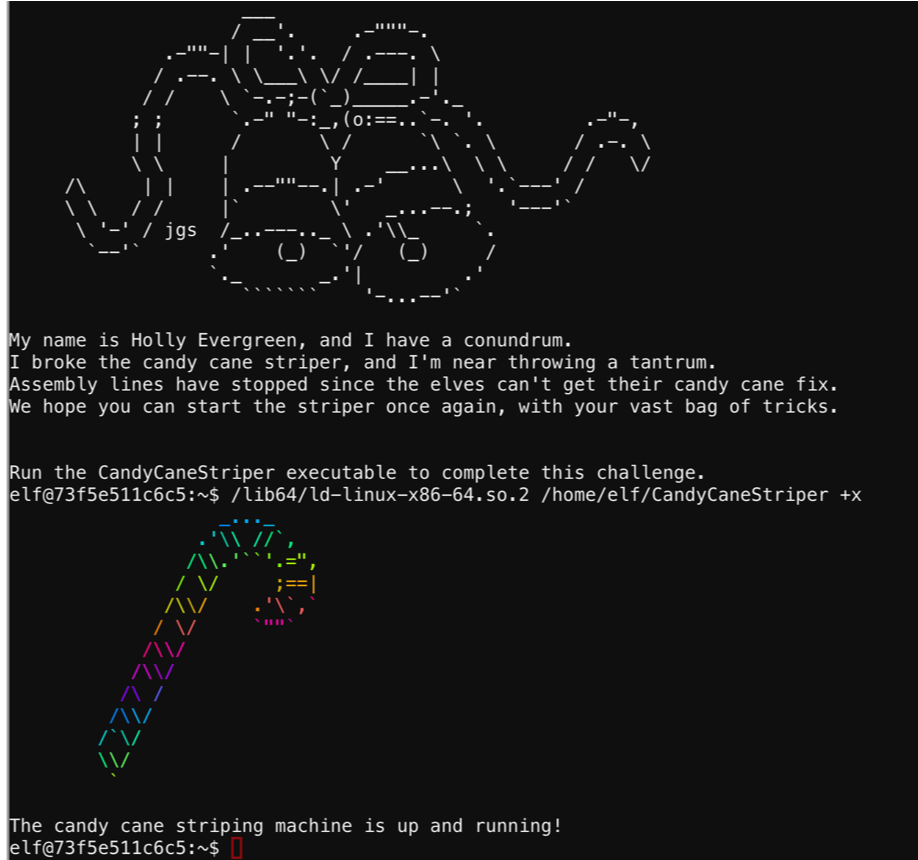 jgs
My name is Holly Evergreen, and I have a conundrum.
I broke the candy cane striper, and I'm near throwing a tantrum.
Assembly lines have stopped since the elves can't get their candy cane fix.
We hope you can start the striper once again, with your vast bag of tricks.
Run the CandyCaneStriper executable to complete this challenge.
elf@73f5e511c6c5:~$ /lib64/ld-linux-x86-64.so.2 /home/elf/CandyCaneStriper +x
The candy cane striping machine is up and running!
elf@73f5e511c6c5:~$